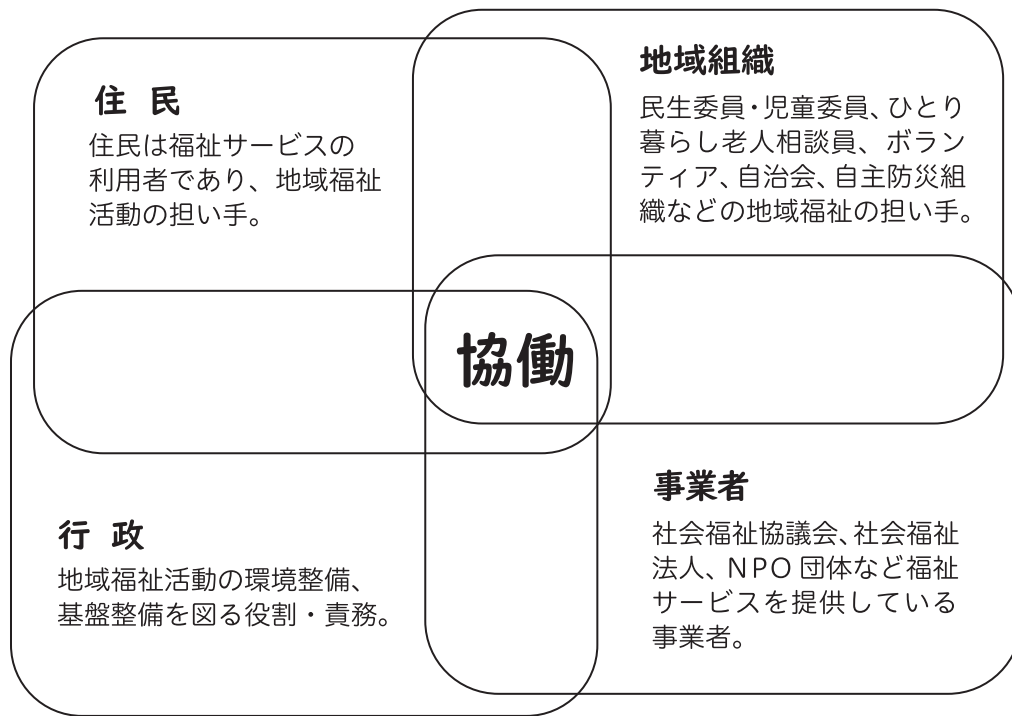 住 民
住民は福祉サービスの
利用者であり、地域福祉
活動の担い手。
地域組織
民生委員・児童委員、ひとり
暮らし老人相談員、ボラン
ティア、自治会、自主防災組
織などの地域福祉の担い手。
協働
行 政
地域福祉活動の環境整備、
基盤整備を図る役割・責務。
事業者
社会福祉協議会、社会福祉
法人、NPO 団体など福祉
サービスを提供している
事業者。